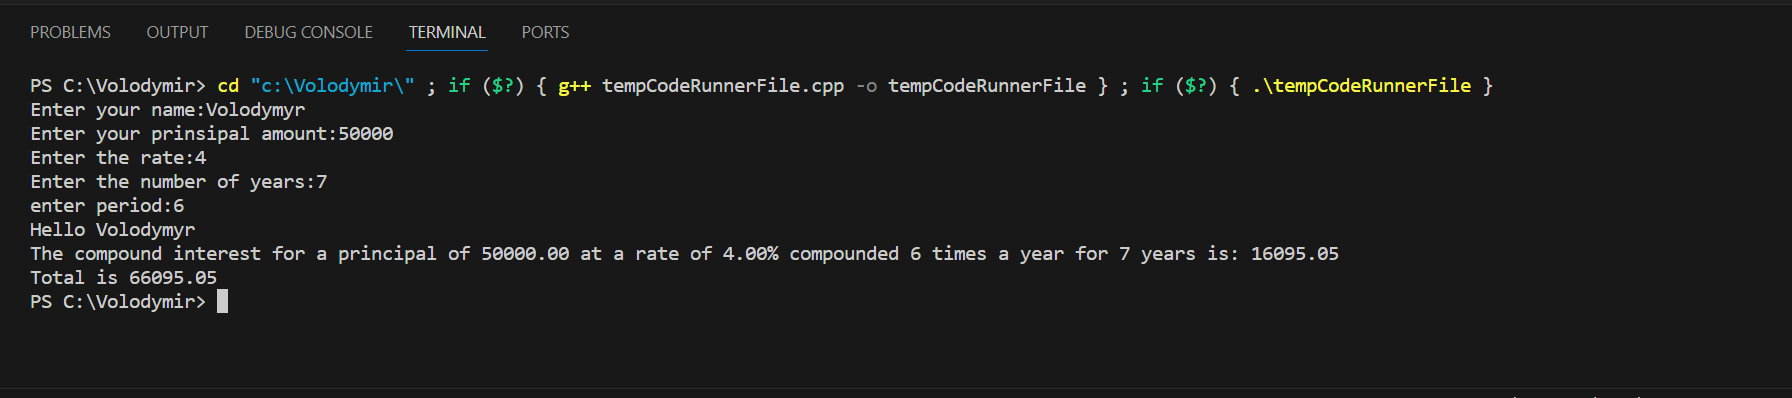 PROBLEMS OUTPUT DEBUG CONSOLE TERMINAL PORTS
PS C:\Volodymir> cd "c:\Volodymir\" ; if ($?) { g++ tempCodeRunnerFile.cpp -o tempCodeRunnerFile } ; if ($?) { .\tempCodeRunnerFile }
Enter your name:Volodymyr
Enter your prinsipal amount:50000
Enter the rate:4
Enter the number of years:7
enter period:6
Hello Volodymyr
The compound interest for a principal of 50000.00 at a rate of 4.00% compounded 6 times a year for 7 years is: 16095.05
Total is 66095.05
PS C:\Volodymir>